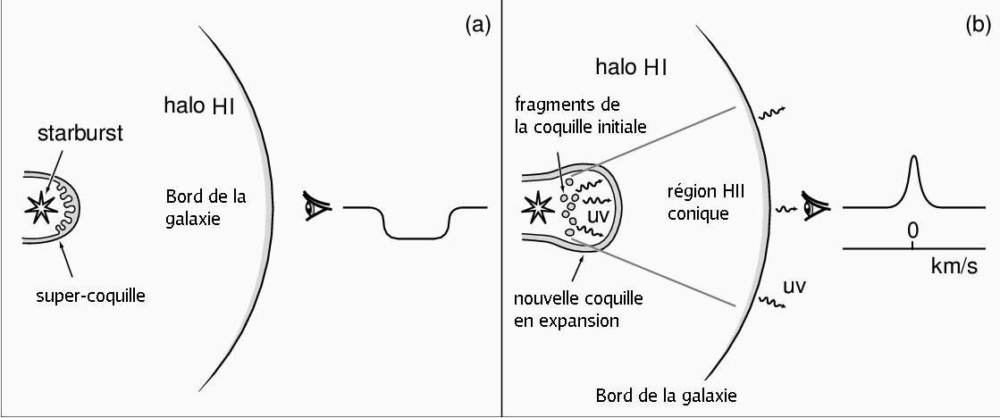 (a)
halo HI
starburst
Bord de la
galaxie
super-coquille
(b)
halo HI
fragments de
la coquille initiale
uv
région HII
conique
0
km/s
uv
nouvelle coquille
en expansion
Bord de la galaxie